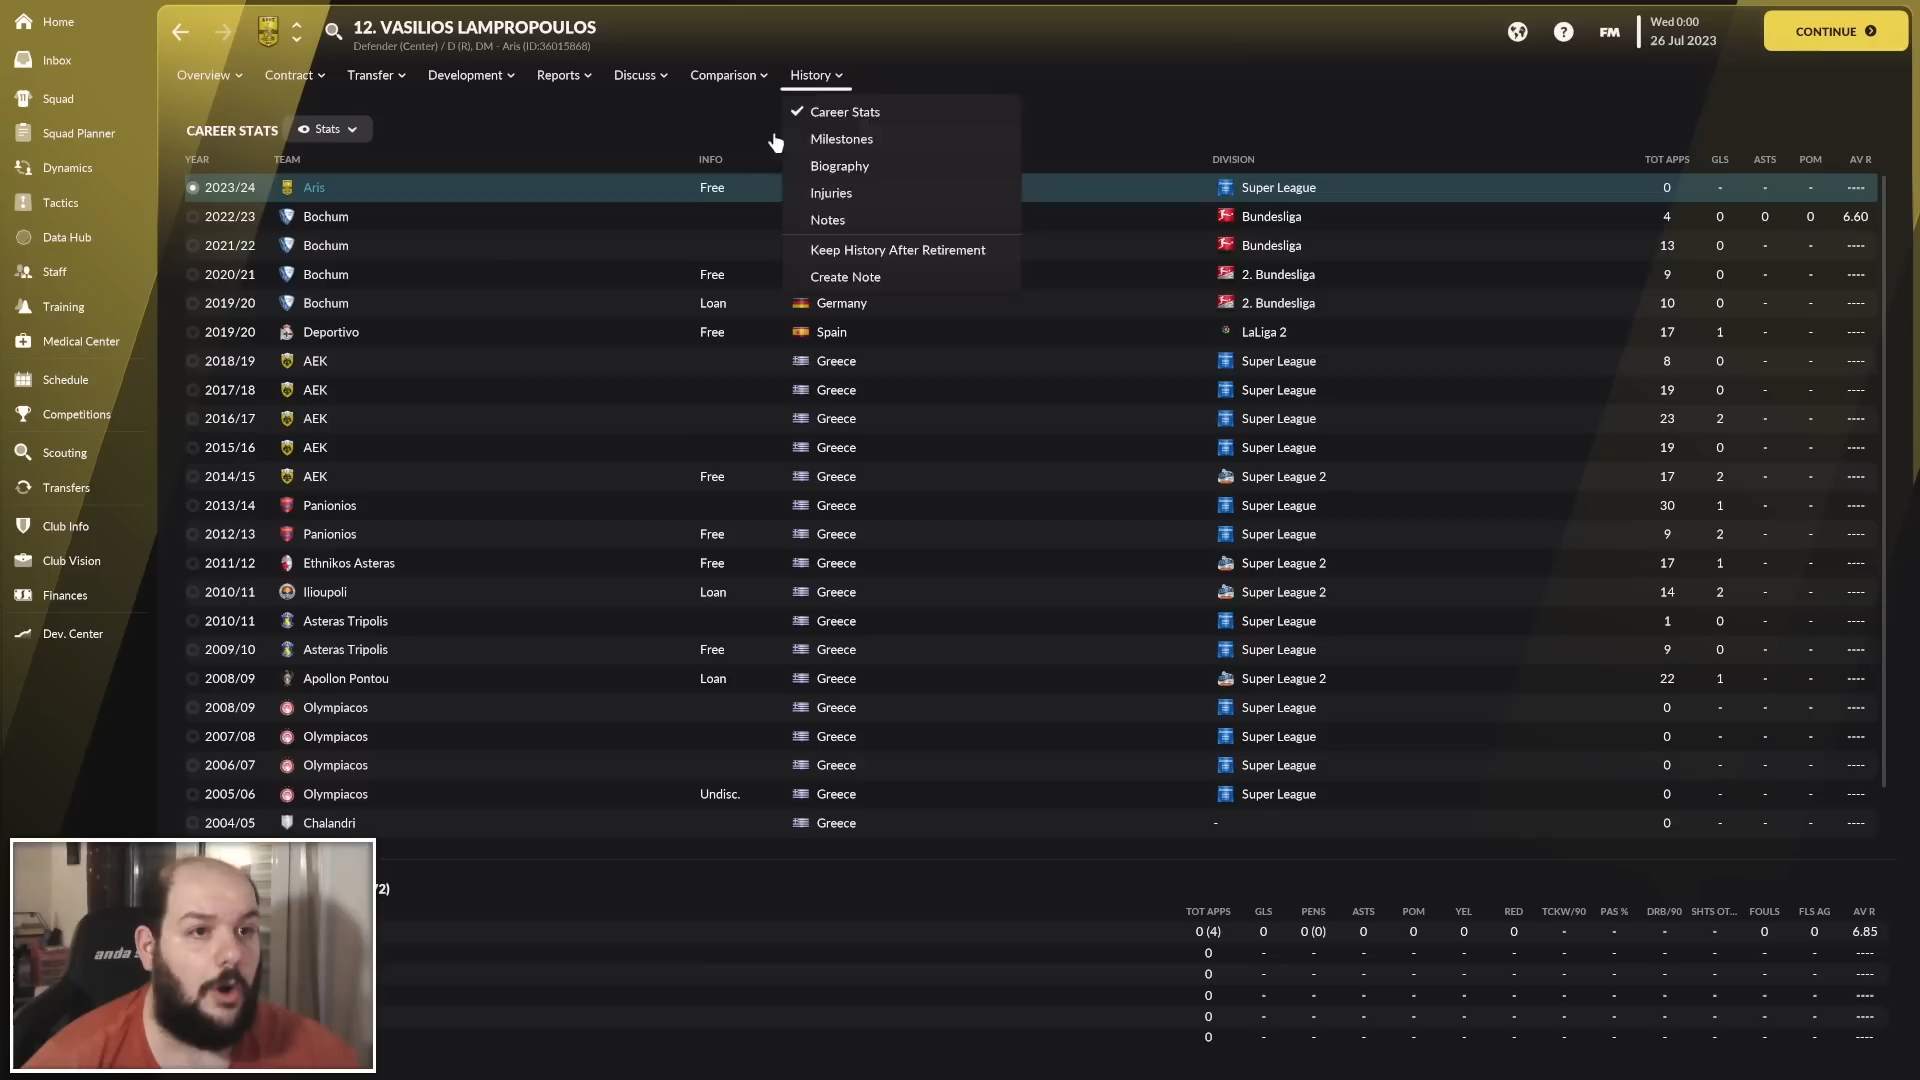 Home
Inbox
Squad
Squad Planner
Dynamics
Tactics
Data Hub
Staff
Training
Medical Center
Schedule
Competitions
Scouting
Transfers
Club Info
Club Vision
Finances
Dev. Center
12. VASILIOS LAMPROPOULOS
Defender (Center) / D (R), DM - Aris (ID:36015868)
FM
Wed 0:00
26 Jul 2023
CONTINUE
Overview Contract Transfer Development Reports Discuss Comparison History
Career Stats
Milestones
Biography
Injuries
Notes
Keep History After Retirement
Create Note
CAREER STATS Stats
YEAR TEAM INFO DIVISION TOT APPS GLS ASTS POM AV R
2023/24 Aris Free Super League 0 - - - ----
2022/23 Bochum Bundesliga 4 0 0 0 6.60
2021/22 Bochum Bundesliga 13 0 - - ----
2020/21 Bochum Free 2. Bundesliga 9 0 - - ----
2019/20 Bochum Loan Germany 2. Bundesliga 10 0 - - ----
2019/20 Deportivo Free Spain LaLiga 2 17 1 - - ----
2018/19 AEK Greece Super League 8 0 - - ----
2017/18 AEK Greece Super League 19 0 - - ----
2016/17 AEK Greece Super League 23 2 - - ----
2015/16 AEK Greece Super League 19 0 - - ----
2014/15 AEK Free Greece Super League 2 17 2 - - ----
2013/14 Panionios Greece Super League 30 1 - - ----
2012/13 Panionios Free Greece Super League 9 2 - - ----
2011/12 Ethnikos Asteras Free Greece Super League 2 17 1 - - ----
2010/11 Ilioupoli Loan Greece Super League 2 14 2 - - ----
2010/11 Asteras Tripolis Greece Super League 1 0 - - ----
2009/10 Asteras Tripolis Free Greece Super League 9 0 - - ----
2008/09 Apollon Pontou Loan Greece Super League 2 22 1 - - ----
2008/09 Olympiacos Greece Super League 0 - - - ----
2007/08 Olympiacos Greece Super League 0 - - - ----
2006/07 Olympiacos Greece Super League 0 - - - ----
2005/06 Olympiacos Undisc. Greece Super League 0 - - - ----
2004/05 Chalandri Greece - 0 - - - ----
/2)
TOT APPS GLS PENS ASTS POM YEL RED TCKW/90 PAS % DRB/90 SHTS OT... FOULS FLS AG AV R
0 (4) 0 0 (0) 0 0 0 0 - - - - 0 0 6.85
0 - - - - - - - - - - - - ----
0 - - - - - - - - - - - - ----
0 - - - - - - - - - - - - ----
0 - - - - - - - - - - - - ----
0 - - - - - - - - - - - - ----
anda